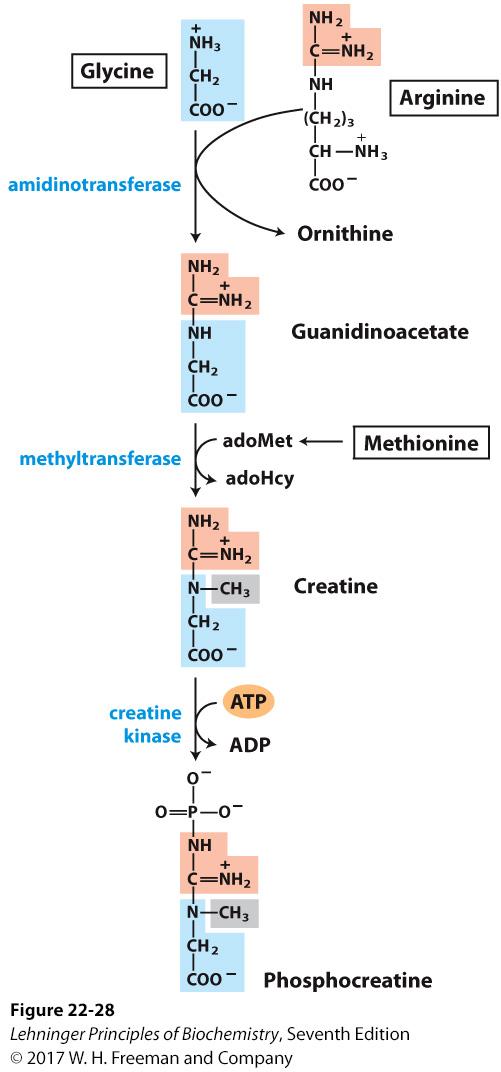 Glycine
+
NH3
CH2
COO−
NH2
+
C=NH2
NH
(CH2)3
+
CH—NH3
COO−
Arginine
amidinotransferase
Ornithine
NH2
+
C=NH2
NH
CH2
COO−
Guanidinoacetate
methyltransferase
adoMet
Methionine
adoHcy
NH2
+
C=NH2
N—CH3
CH2
COO−
Creatine
creatine
kinase
ATP
ADP
O−
O=P—O−
NH
+
C=NH2
N—CH3
CH2
COO−
Phosphocreatine
Figure 22-28
Lehninger Principles of Biochemistry, Seventh Edition
© 2017 W. H. Freeman and Company